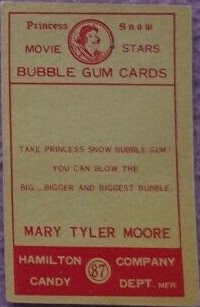 Princess Snow
MOVIE STARS
BUBBLE GUM CARDS
TAKE PRINCESS SNOW BUBBLE GUM!
YOU CAN BLOW THE
BIG....BIGGER AND BIGGEST BUBBLE.
MARY TYLER MOORE
HAMILTON 87 COMPANY
CANDY DEPT. MFR.